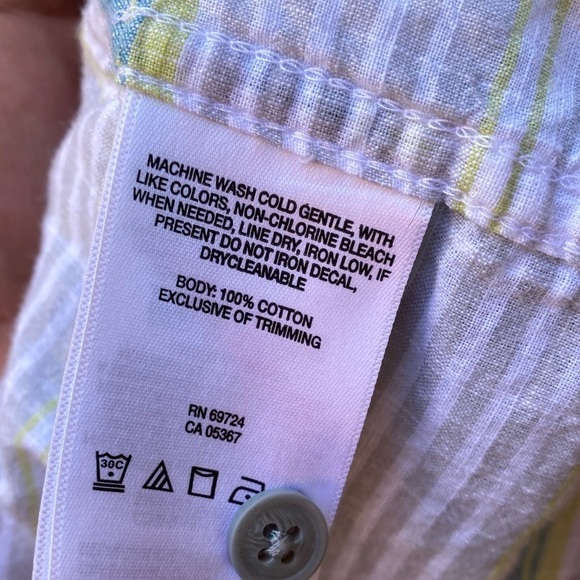 MACHINE WASH COLD GENTLE, WITH
LIKE COLORS, NON-CHLORINE BLEACH
WHEN NEEDED, LINE DRY, IRON LOW, IF
PRESENT DO NOT IRON DECAL,
DRYCLEANABLE
BODY: 100% COTTON
EXCLUSIVE OF TRIMMING
RN 69724
CA 05367
30C